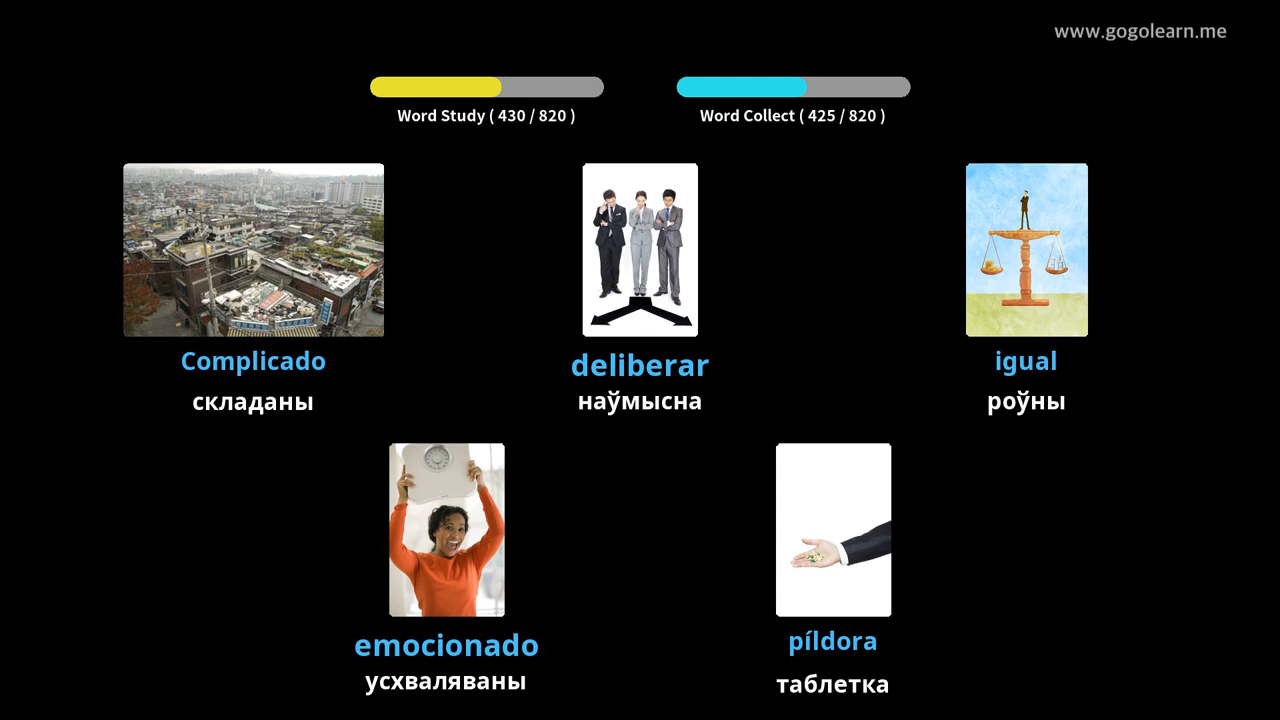 www.gogolearn.me
Word Study ( 430 / 820 )
Word Collect ( 425 / 820 )
Complicado
складаны
deliberar
наўмысна
igual
роўны
emocionado
усхваляваны
píldora
таблетка